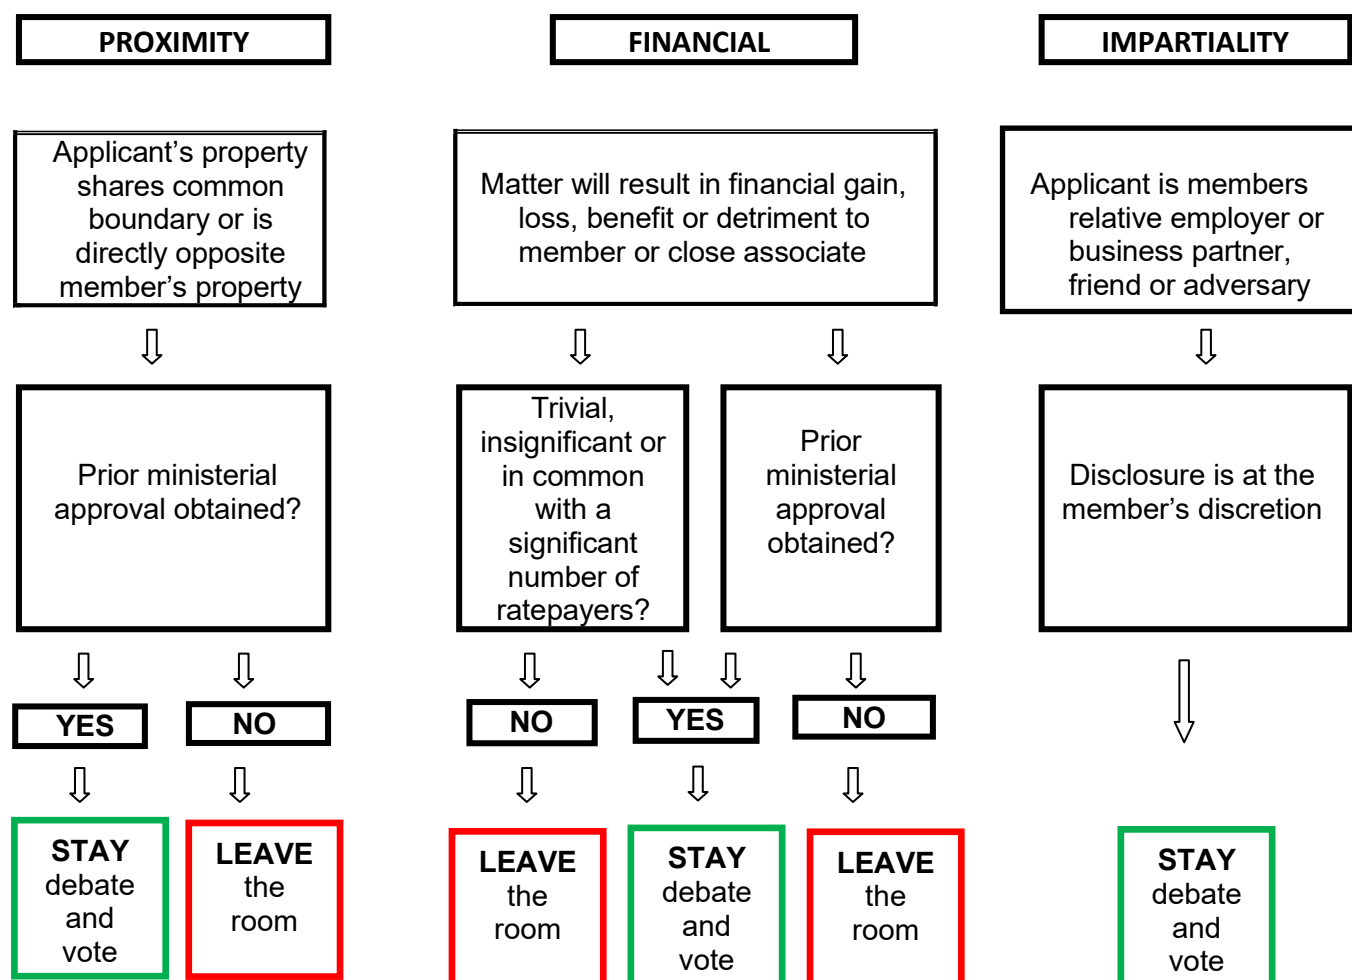 PROXIMITY
FINANCIAL
IMPARTIALITY
Applicant's property
shares common
boundary or is
directly opposite
member's property
Matter will result in financial gain,
loss, benefit or detriment to
member or close associate
Applicant is members
relative employer or
business partner,
friend or adversary
Prior ministerial
approval obtained?
Trivial,
insignificant or
in common
with a
significant
number of
ratepayers?
Prior
ministerial
approval
obtained?
Disclosure is at the
member's discretion
YES
NO
NO
YES
NO
STAY
debate
and
vote
LEAVE
the
room
LEAVE
the
room
STAY
debate
and
vote
LEAVE
the
room
STAY
debate
and
vote